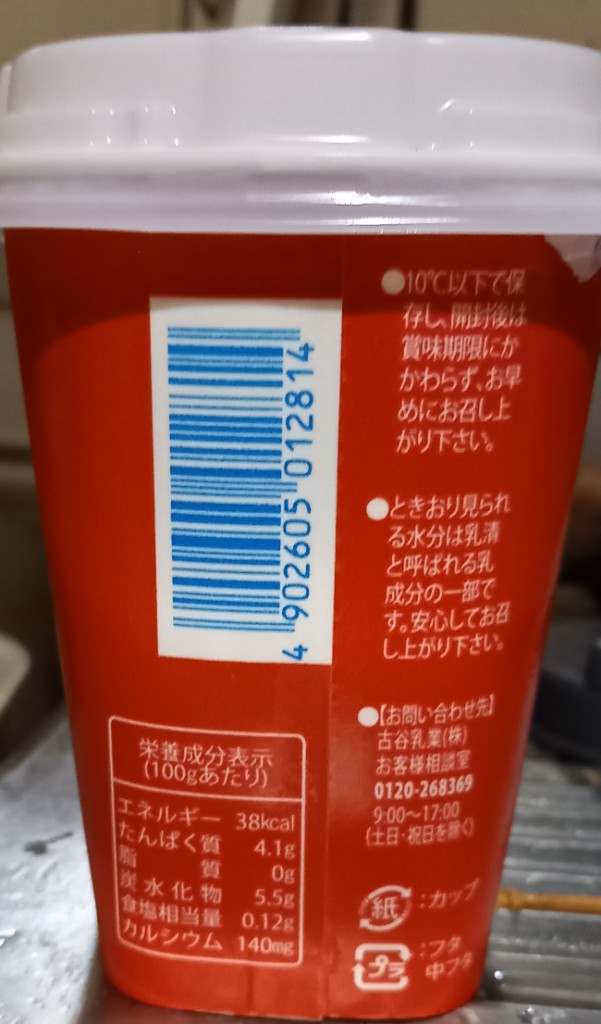 4 902605 012814
●10℃以下で保
存し、開封後は
賞味期限にか
かわらず、お早
めにお召し上
がり下さい。
●ときおり見られ
る水分は乳清
と呼ばれる乳
成分の一部で
す。安心してお召
し上がり下さい。
●【お問い合わせ先】
古谷乳業(株)
お客様相談室
0120-268369
9:00〜17:00
(土日・祝日を除く)
紙:カップ
プラ:フタ
中フタ
栄養成分表示
(100gあたり)
エネルギー 38kcal
たんぱく質 4.1g
脂質 0g
炭水化物 5.5g
食塩相当量 0.12g
カルシウム 140mg